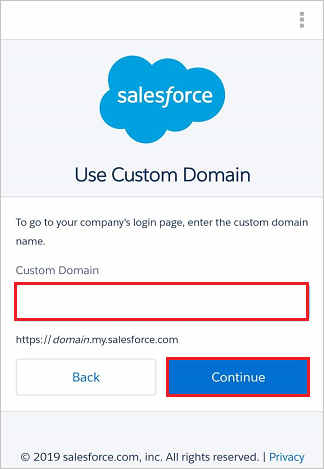 salesforce
Use Custom Domain
To go to your company's login page, enter the custom domain
name.
Custom Domain
https://domain.my.salesforce.com
Back Continue
© 2019 salesforce.com, inc. All rights reserved. | Privacy